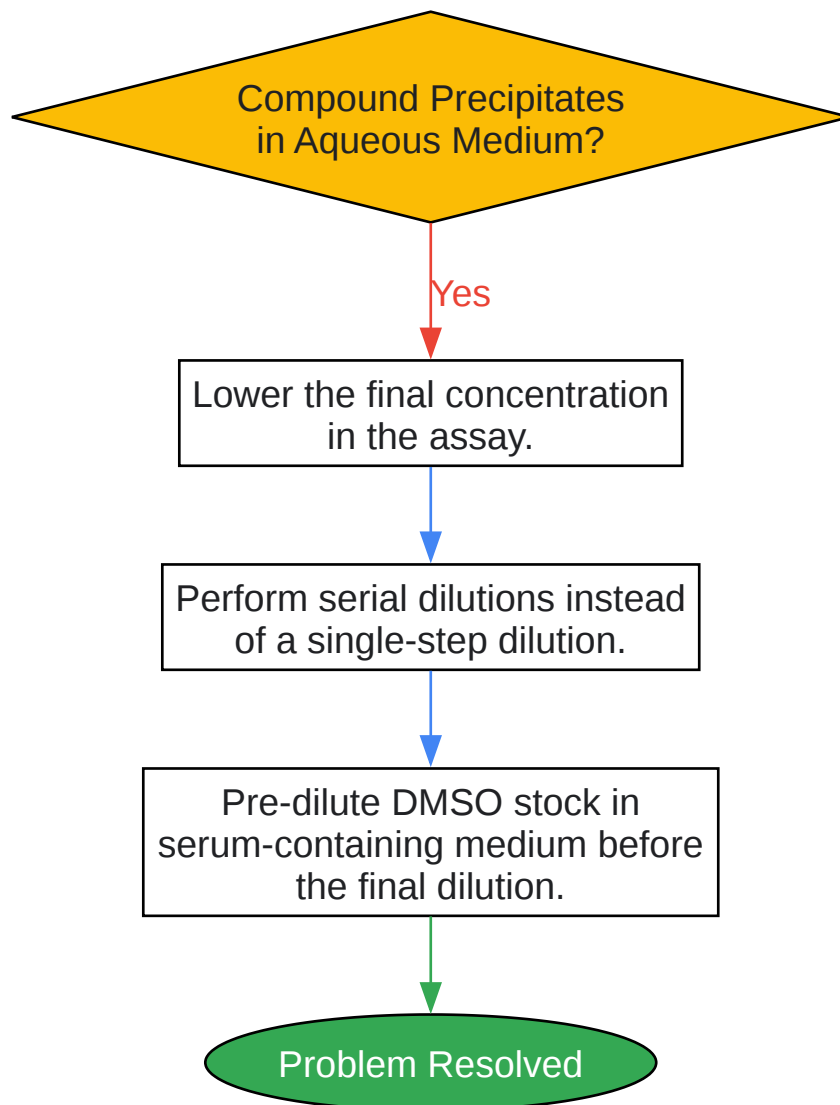 Compound Precipitates
in Aqueous Medium?
Yes
Lower the final concentration
in the assay.
Perform serial dilutions instead
of a single-step dilution.
Pre-dilute DMSO stock in
serum-containing medium before
the final dilution.
Problem Resolved